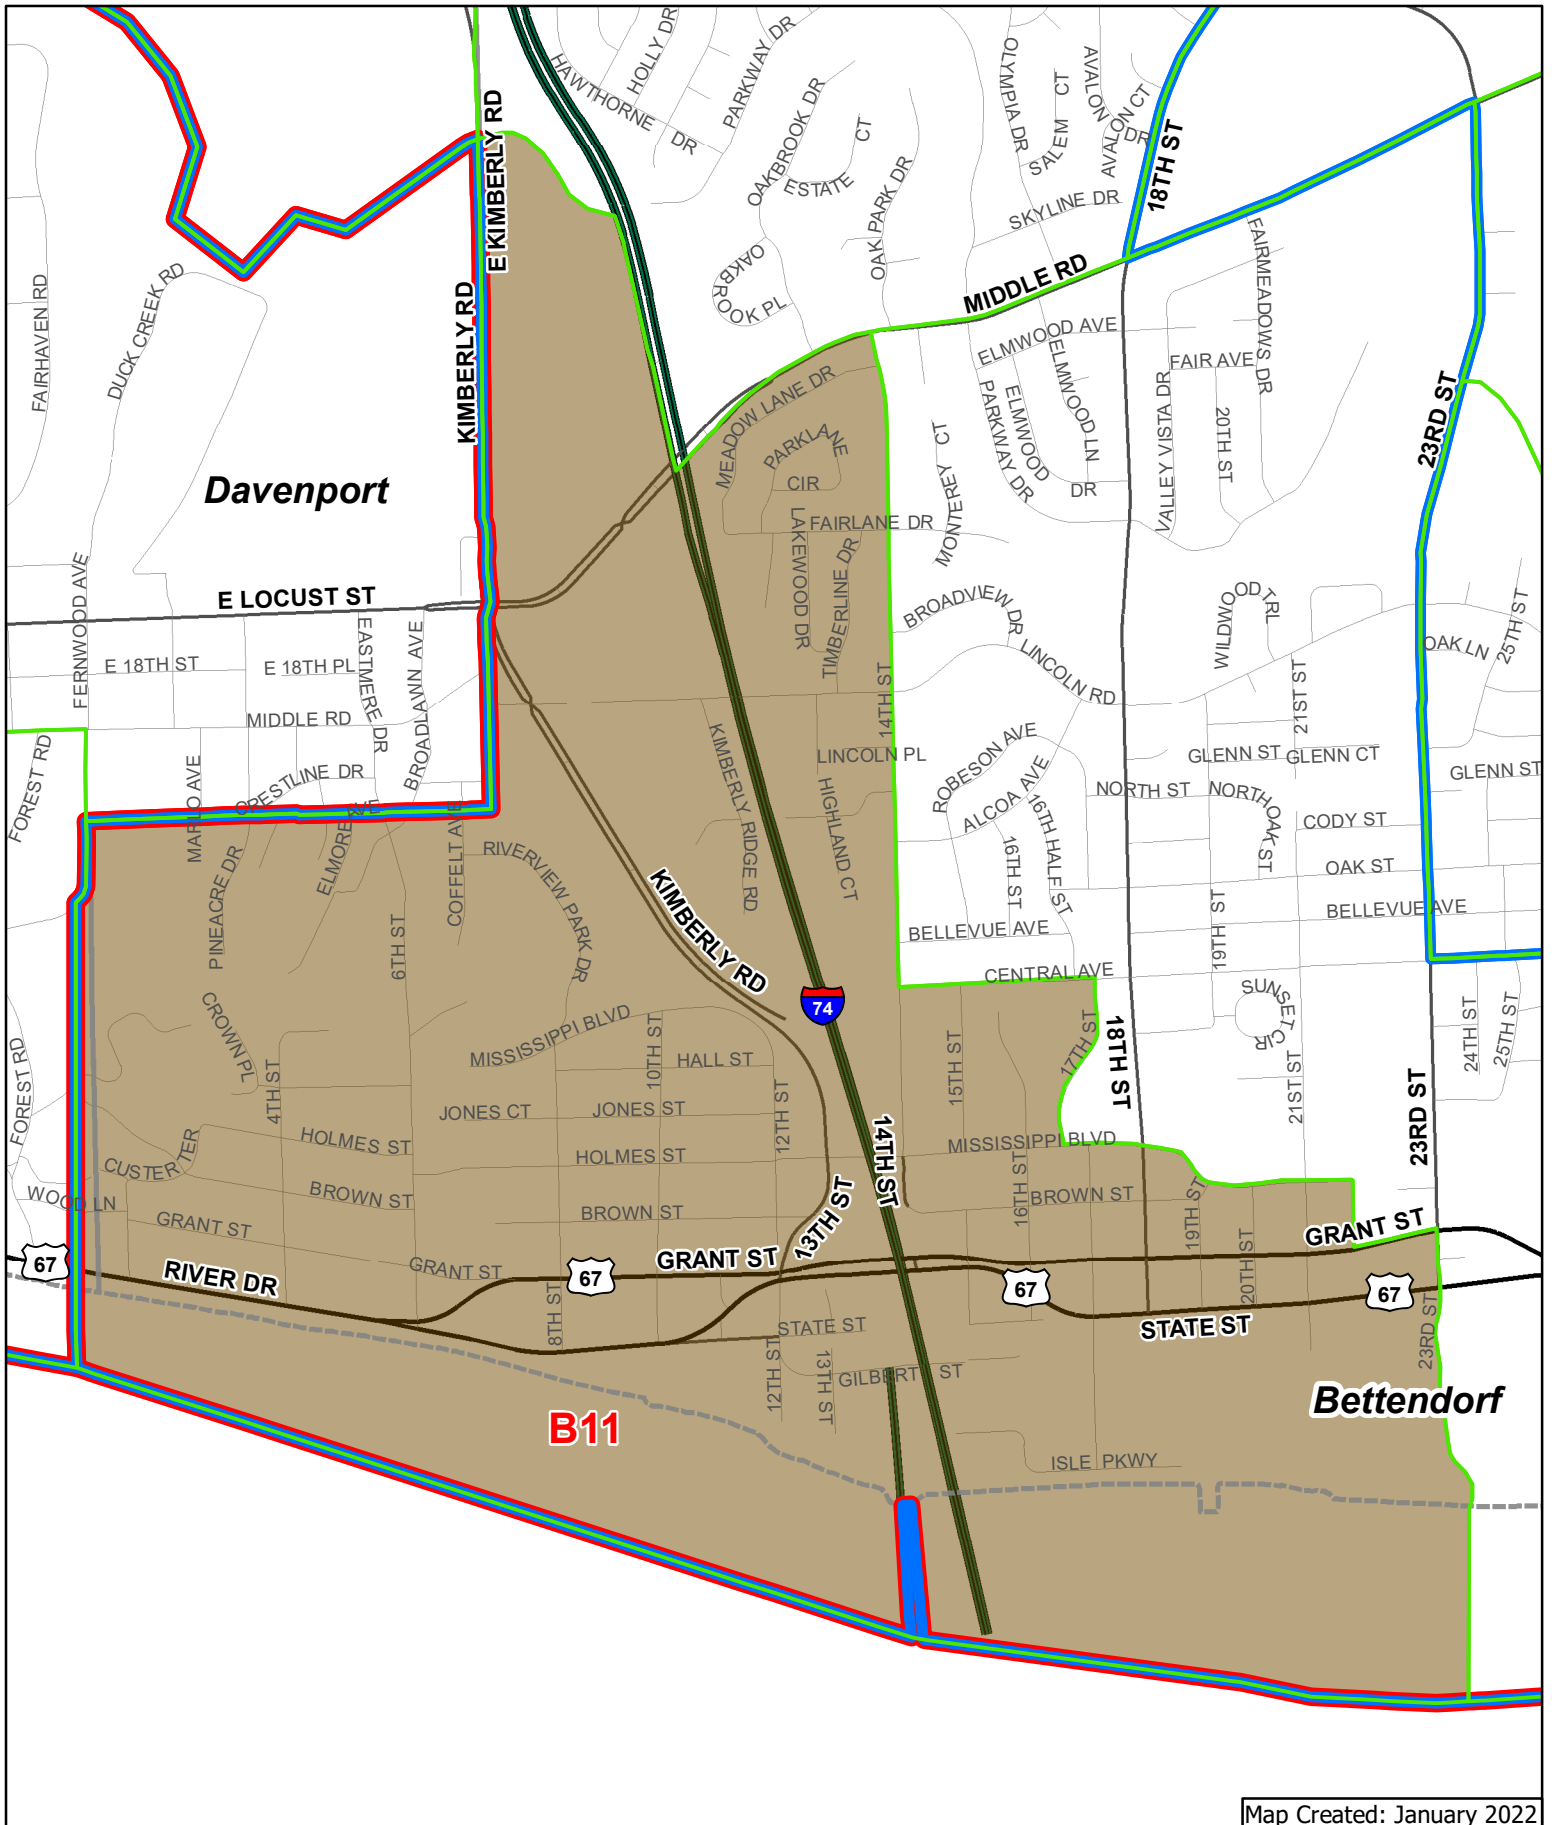 HAWTHORNE DR
HOLLY DR
PARKWAY DR
OLYMPIA DR
SALEM CT
AVALON DR
AVALON CT
18TH ST
E KIMBERLY RD
OAKBROOK DR
ESTATE CT
OAK PARK DR
SKYLINE DR
OAKBROOK PL
MIDDLE RD
FAIRMEADOWS DR
FAIRHAVEN RD
DUCK CREEK RD
KIMBERLY RD
ELMWOOD AVE
ELMWOOD LN
FAIR AVE
MEADOW LANE DR
PARKLANE CIR
PARKWAY DR
ELMWOOD DR
VALLEY VISTA DR
20TH ST
23RD ST
Davenport
MONTEREY CT
LAKEWOOD DR
FAIRLANE DR
TIMBERLINE DR
E LOCUST ST
FERNWOOD AVE
E 18TH ST
E 18TH PL
EASTMERE DR
BROADLAWN AVE
BROADVIEW DR
LINCOLN RD
WILDWOOD TRL
OAK LN
25TH ST
14TH ST
21ST ST
MIDDLE RD
FOREST RD
MARLO AVE
CRESTLINE DR
KIMBERLY RIDGE RD
LINCOLN PL
HIGHLAND CT
ROBESON AVE
ALCOA AVE
GLENN ST
GLENN CT
GLENN ST
NORTH ST
NORTH OAK ST
CODY ST
16TH ST
16TH HALF ST
OAK ST
PINEACRE DR
ELMORE AVE
COFFELT AVE
RIVERVIEW PARK DR
KIMBERLY RD
BELLEVUE AVE
BELLEVUE AVE
6TH ST
19TH ST
CENTRAL AVE
74
SUNSET CIR
CROWN PL
MISSISSIPPI BLVD
10TH ST
HALL ST
15TH ST
17TH ST
18TH ST
24TH ST
25TH ST
FOREST RD
4TH ST
JONES CT
JONES ST
12TH ST
21ST ST
HOLMES ST
HOLMES ST
14TH ST
MISSISSIPPI BLVD
23RD ST
CUSTER TER
WOOD LN
BROWN ST
BROWN ST
13TH ST
16TH ST
BROWN ST
19TH ST
20TH ST
GRANT ST
GRANT ST
67
GRANT ST
GRANT ST
67
RIVER DR
67
67
8TH ST
STATE ST
STATE ST
23RD ST
12TH ST
13TH ST
GILBERT ST
Bettendorf
B11
ISLE PKWY
Map Created: January 2022